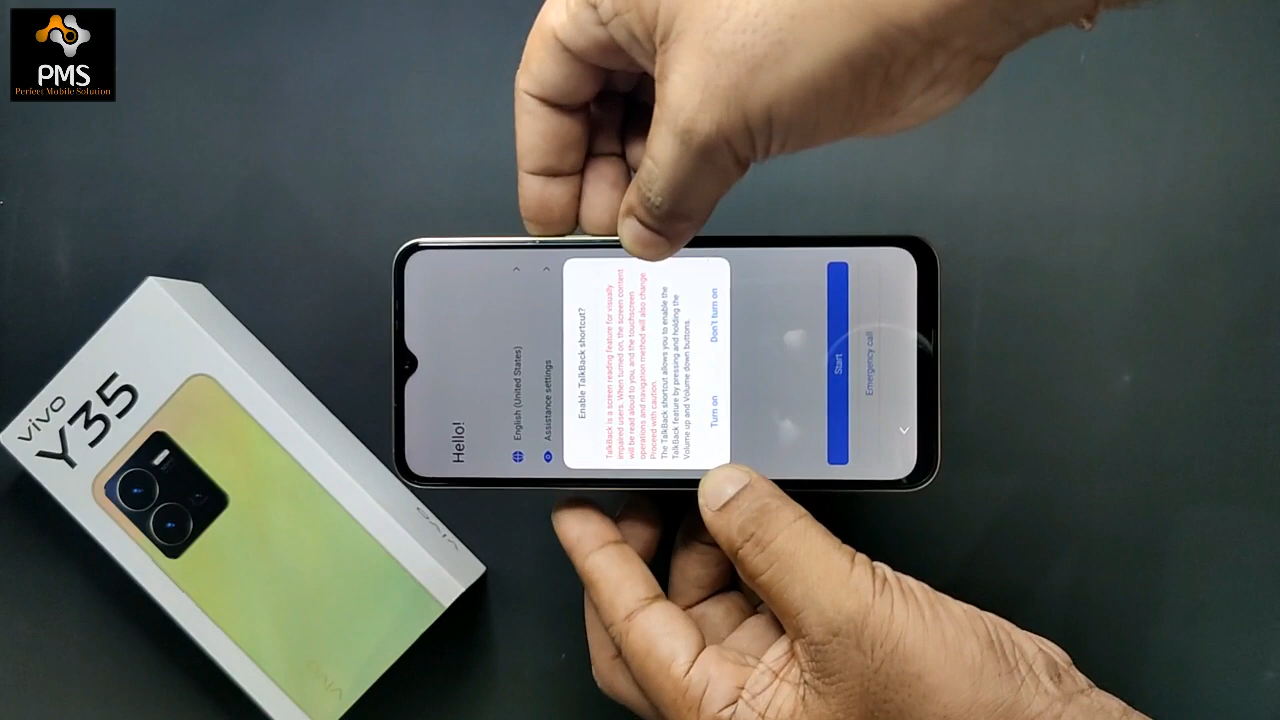 PMS
Perfect Mobile Solution
vivo
Y35
vivo
vivo
Hello!
English (United States)
Assistance settings
Enable TalkBack shortcut?
TalkBack is a screen reading feature for visually
impaired users. When turned on, the screen content
will be read aloud to you, and the touchscreen
operations and navigation method will also change.
Proceed with caution.
The TalkBack shortcut allows you to enable the
TalkBack feature by pressing and holding the
Volume up and Volume down buttons.
Turn on
Don't turn on
Start
Emergency call